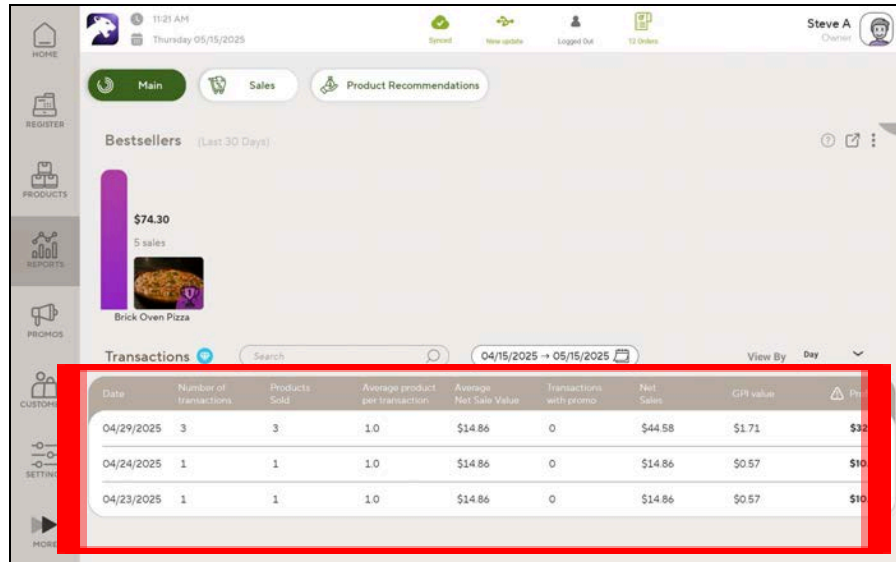 11:21 AM
Thursday 05/15/2025
Synced
New update
Logged Out
12 Orders
Steve A
Owner
HOME
REGISTER
PRODUCTS
REPORTS
PROMOS
CUSTOME
SETTIN
MORE
Main
Sales
Product Recommendations
Bestsellers (Last 30 Days)
$74.30
5 sales
1
Brick Oven Pizza
Transactions
Search
04/15/2025 → 05/15/2025
View By Day
Date Number of transactions Products Sold Average product per transaction Average Net Sale Value Transactions with promo Net Sales GPI value
04/29/2025 3 3 1.0 $14.86 0 $44.58 $1.71 $32
04/24/2025 1 1 1.0 $14.86 0 $14.86 $0.57 $10
04/23/2025 1 1 1.0 $14.86 0 $14.86 $0.57 $10